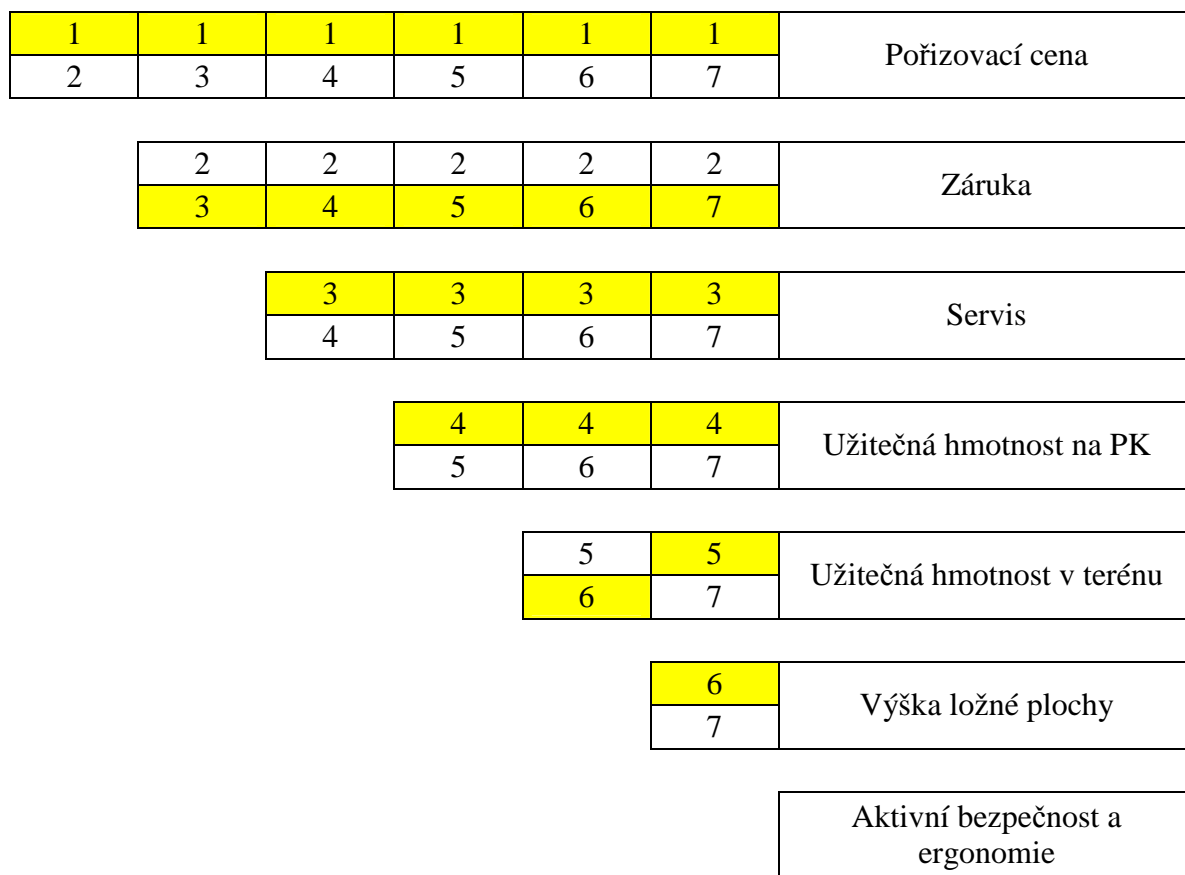 1 1 1 1 1 1
Pořizovací cena
2 3 4 5 6 7
2 2 2 2 2
Záruka
3 4 5 6 7
3 3 3 3
Servis
4 5 6 7
4 4 4
Užitečná hmotnost na PK
5 6 7
5 5
Užitečná hmotnost v terénu
6 7
6
Výška ložné plochy
7
Aktivní bezpečnost a
ergonomie